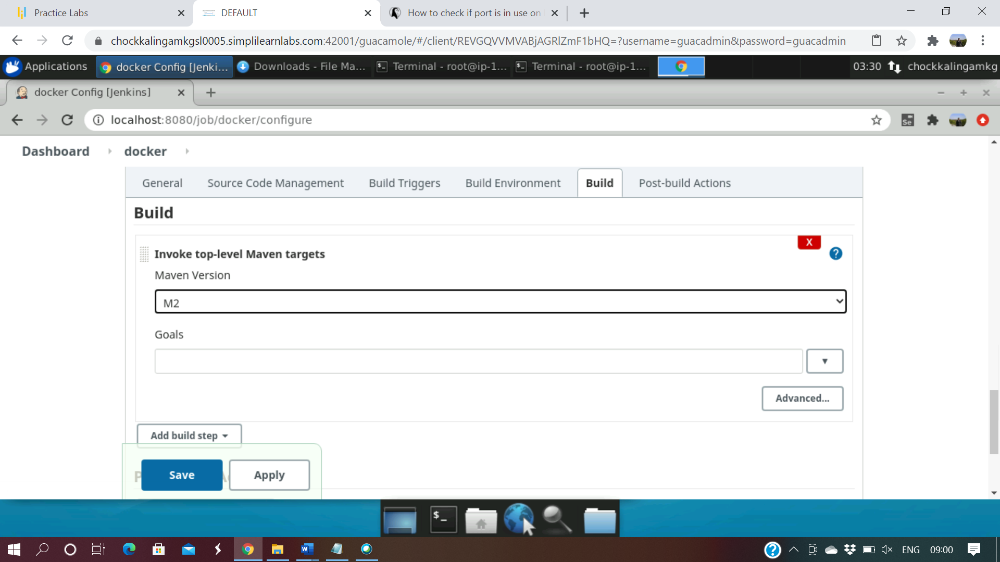 Practice Labs
DEFAULT
How to check if port is in use on
chockkalingamkgsl0005.simplilearnlabs.com:42001/guacamole/#/client/REVGQVVMVABjAGRlZmF1bHQ=?username=guacadmin&password=guacadmin
Applications
docker Config [Jenki...
Downloads - File Ma...
Terminal - root@ip-1...
Terminal - root@ip-1...
03:30
chockkalingamkg
docker Config [Jenkins]
localhost:8080/job/docker/configure
Se
Dashboard
docker
General
Source Code Management
Build Triggers
Build Environment
Build
Post-build Actions
Build
X
Invoke top-level Maven targets
?
Maven Version
M2
Goals
Advanced...
Add build step
Save
Apply
$_
?
ENG
09:00